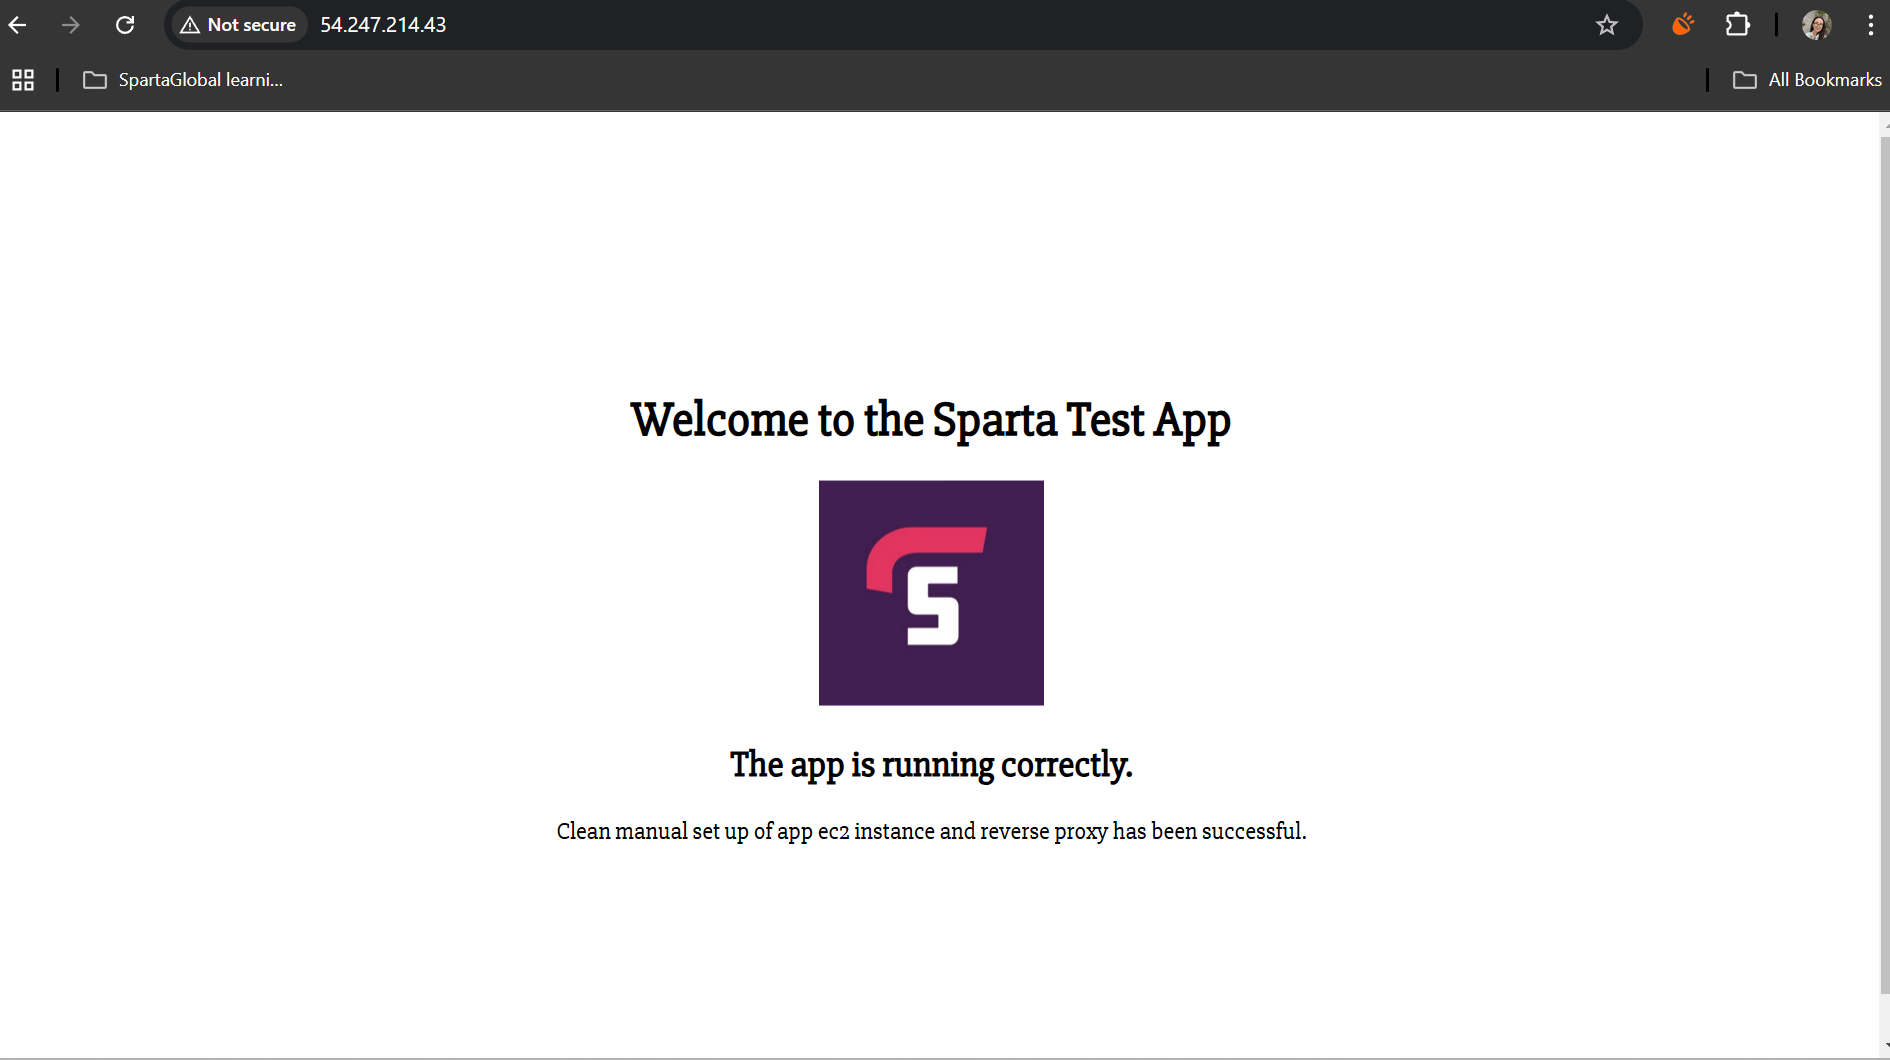 Not secure 54.247.214.43
SpartaGlobal learni...
All Bookmarks
Welcome to the Sparta Test App
S
The app is running correctly.
Clean manual set up of app ec2 instance and reverse proxy has been successful.